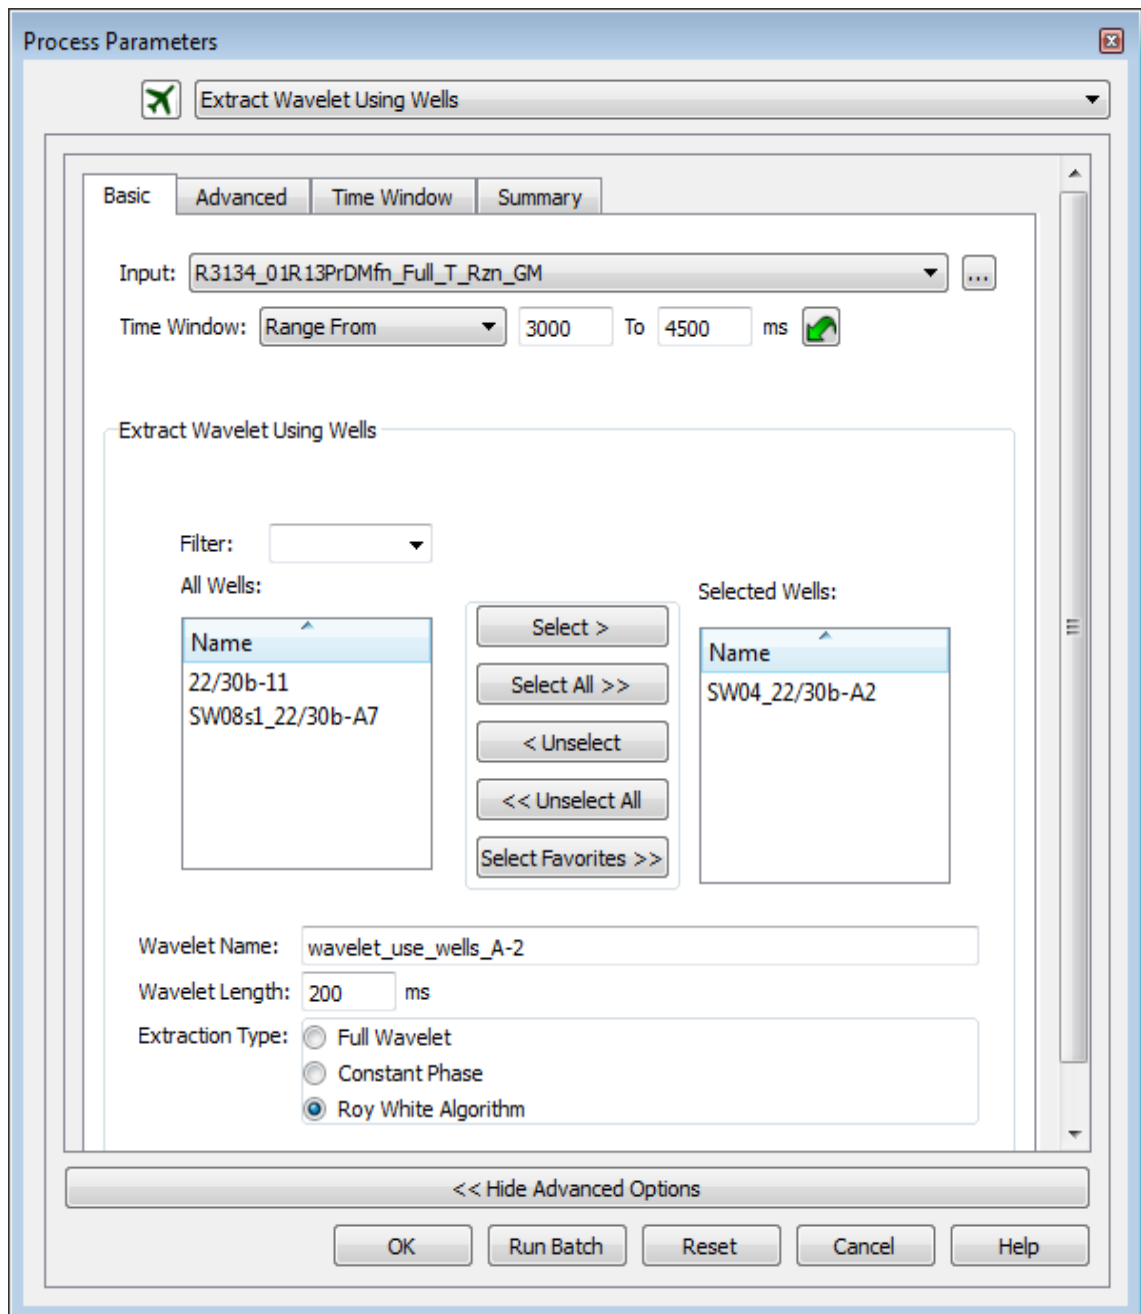 Process Parameters
Extract Wavelet Using Wells
Basic Advanced Time Window Summary
Input: R3134_01R13PrDMfn_Full_T_Rzn_GM ...
Time Window: Range From 3000 To 4500 ms
Extract Wavelet Using Wells
Filter:
All Wells:
Selected Wells:
Name
22/30b-11
SW08s1_22/30b-A7
Select >
Select All >>
< Unselect
<< Unselect All
Select Favorites >>
Name
SW04_22/30b-A2
Wavelet Name: wavelet_use_wells_A-2
Wavelet Length: 200 ms
Extraction Type: Full Wavelet
Constant Phase
Roy White Algorithm
<< Hide Advanced Options
OK Run Batch Reset Cancel Help